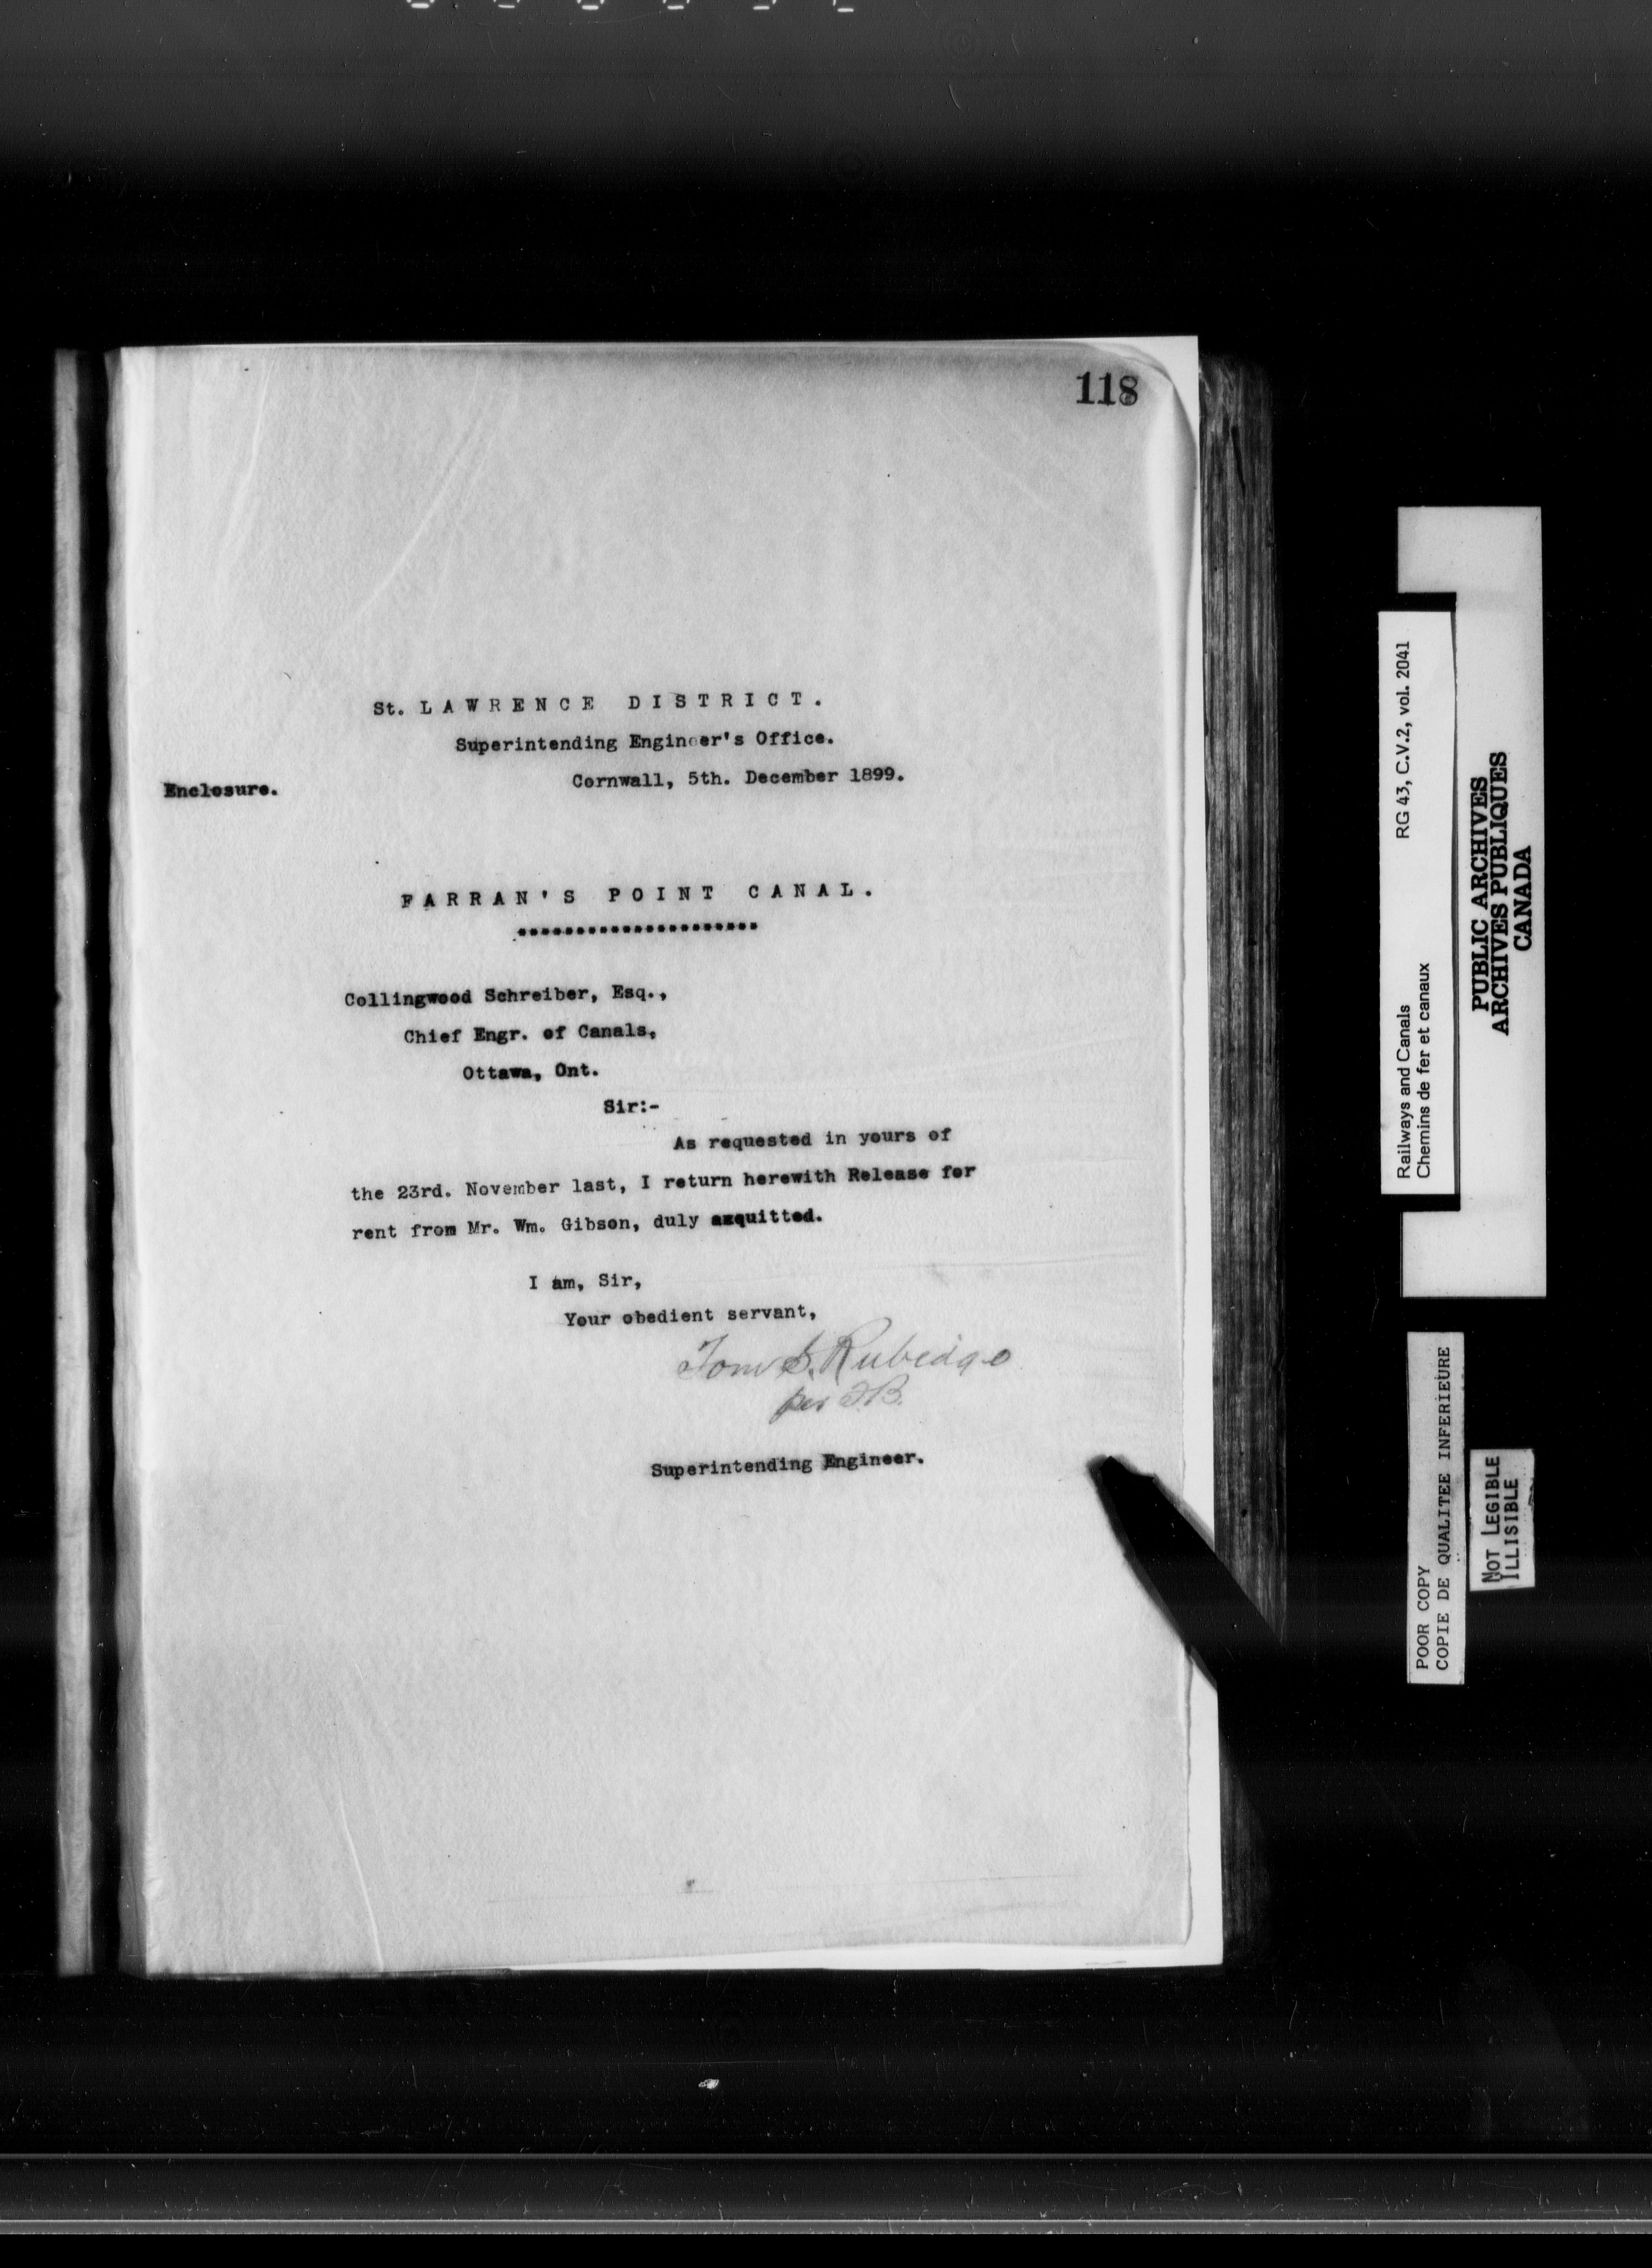 118
St. LAWRENCE DISTRICT.
Superintending Engineer's Office.
Cornwall, 5th. December 1899.
Enclosure.
FARRAN'S POINT CANAL.
Collingwood Schreiber, Esq.,
Chief Engr. of Canals,
Ottawa, Ont.
Sir:-
As requested in yours of
the 23rd. November last, I return herewith Release for
rent from Mr. Wm. Gibson, duly axquitted.
I am, Sir,
Your obedient servant,
Tom S. Rubidge
per
Superintending Engineer.
Railways and Canals RG 43, C.V.2, vol. 2041
Chemins de fer et canaux
PUBLIC ARCHIVES
ARCHIVES PUBLIQUES
CANADA
POOR COPY
COPIE DE QUALITEE INFERIEURE
NOT LEGIBLE
ILLISIBLE